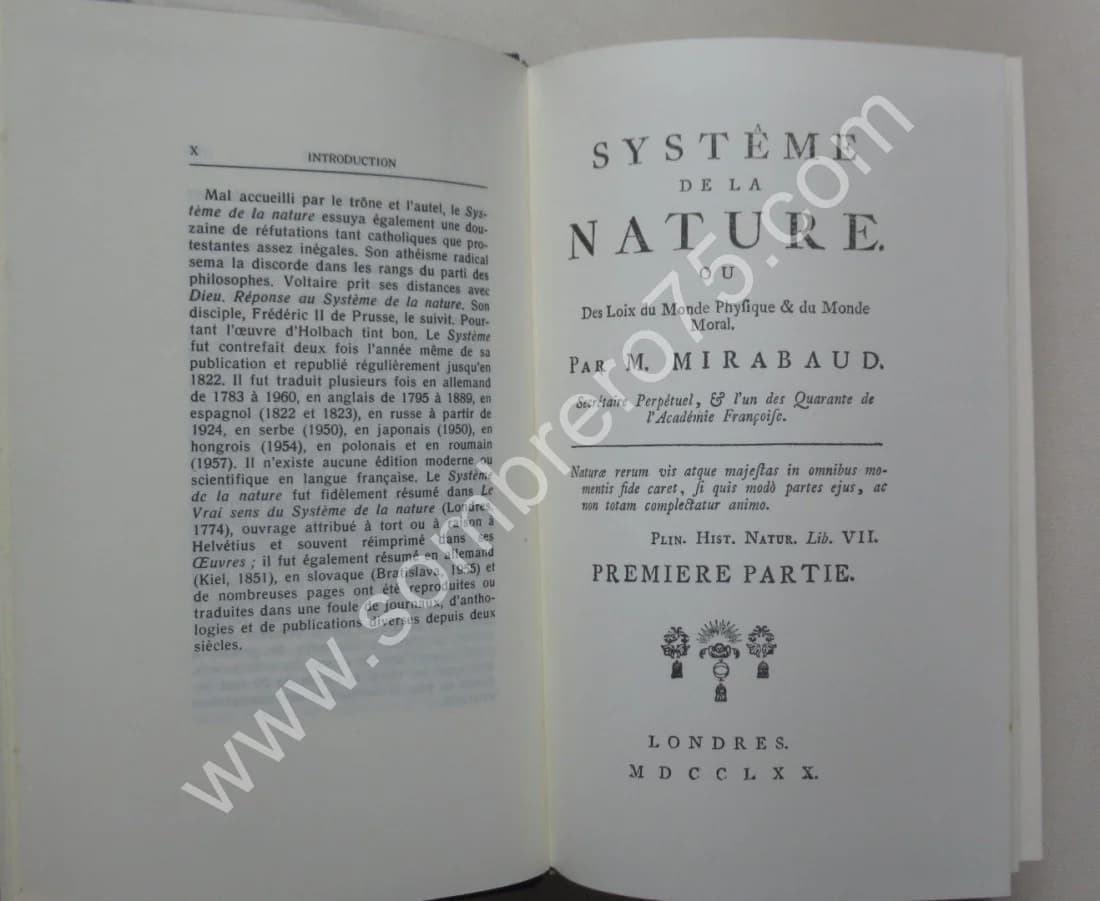 X
INTRODUCTION
Mal accueilli par le trône et l'autel, le Sys-
tème de la nature essuya également une dou-
zaine de réfutations tant catholiques que pro-
testantes assez inégales. Son athéisme radical
sema la discorde dans les rangs du parti des
philosophes. Voltaire prit ses distances avec
Dieu. Réponse au Système de la nature. Son
disciple, Frédéric II de Prusse, le suivit. Pour-
tant l'œuvre d'Holbach tint bon. Le Système
fut contrefait deux fois l'année même de sa
publication et republié régulièrement jusqu'en
1822. Il fut traduit plusieurs fois en allemand
de 1783 à 1960, en anglais de 1795 à 1889, en
espagnol (1822 et 1823), en russe à partir de
1924, en serbe (1950), en japonais (1950), en
hongrois (1954), en polonais et en roumain
(1957). Il n'existe aucune édition moderne ou
scientifique en langue française. Le Système
de la nature fut fidèlement résumé dans Le
Vrai sens du Système de la nature (Londres,
1774), ouvrage attribué à tort ou à raison à
Helvétius et souvent réimprimé dans ses
Œuvres ; il fut également résumé en allemand
(Kiel, 1851), en slovaque (Bratislava, 1955) et
de nombreuses pages ont été reproduites ou
traduites dans une foule de journaux, d'antho-
logies et de publications diverses depuis deux
siècles.
SYSTÊME
DE LA
NATURE.
OU
Des Loix du Monde Phyſique & du Monde
Moral.
PAR M. MIRABAUD.
Secrétaire Perpétuel, & l'un des Quarante de
l'Académie Françoiſe.
Naturæ rerum vis atque majeſtas in omnibus mo-
mentis fide caret, ſi quis modò partes ejus, ac
non totam complectatur animo.
PLIN. HIST. NATUR. Lib. VII.
PREMIERE PARTIE.
LONDRES.
MDCCLXX.
www.sombrero75.com